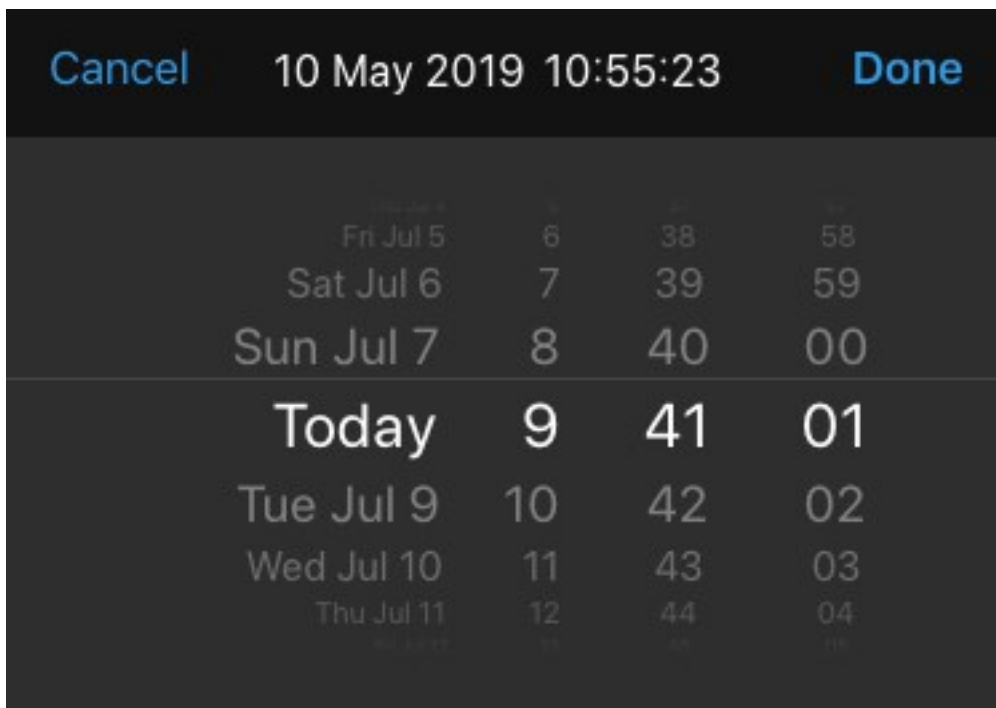 Cancel 10 May 2019 10:55:23 Done
Fri Jul 5 6 38 58
Sat Jul 6 7 39 59
Sun Jul 7 8 40 00
Today 9 41 01
Tue Jul 9 10 42 02
Wed Jul 10 11 43 03
Thu Jul 11 12 44 04